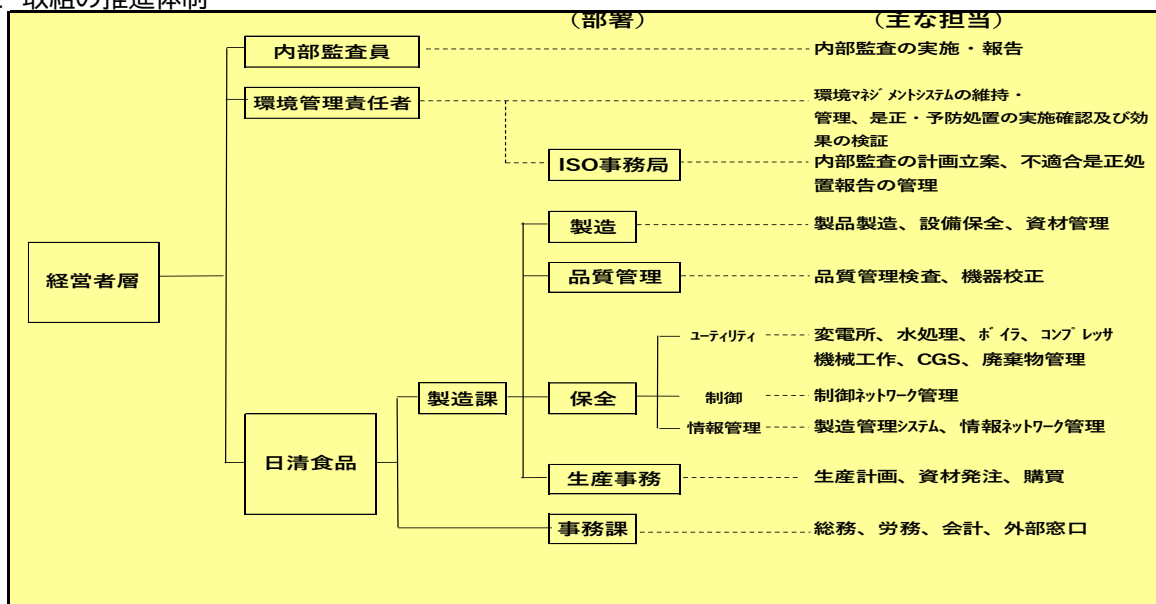 取組の推進体制
（部署）
（主な担当）
内部監査員
内部監査の実施・報告
環境管理責任者
環境ﾏﾈｼﾞﾒﾝﾄｼｽﾃﾑの維持・
管理、是正・予防処置の実施確認及び効
果の検証
ISO事務局
内部監査の計画立案、不適合是正処
置報告の管理
経営者層
製造
製品製造、設備保全、資材管理
品質管理
品質管理検査、機器校正
日清食品
製造課
保全
ﾕｰﾃｨﾘﾃｨ
変電所、水処理、ﾎﾞｲﾗ、ｺﾝﾌﾟﾚｯｻ
機械工作、CGS、廃棄物管理
制御
制御ﾈｯﾄﾜｰｸ管理
情報管理
製造管理ｼｽﾃﾑ、情報ﾈｯﾄﾜｰｸ管理
生産事務
生産計画、資材発注、購買
事務課
総務、労務、会計、外部窓口